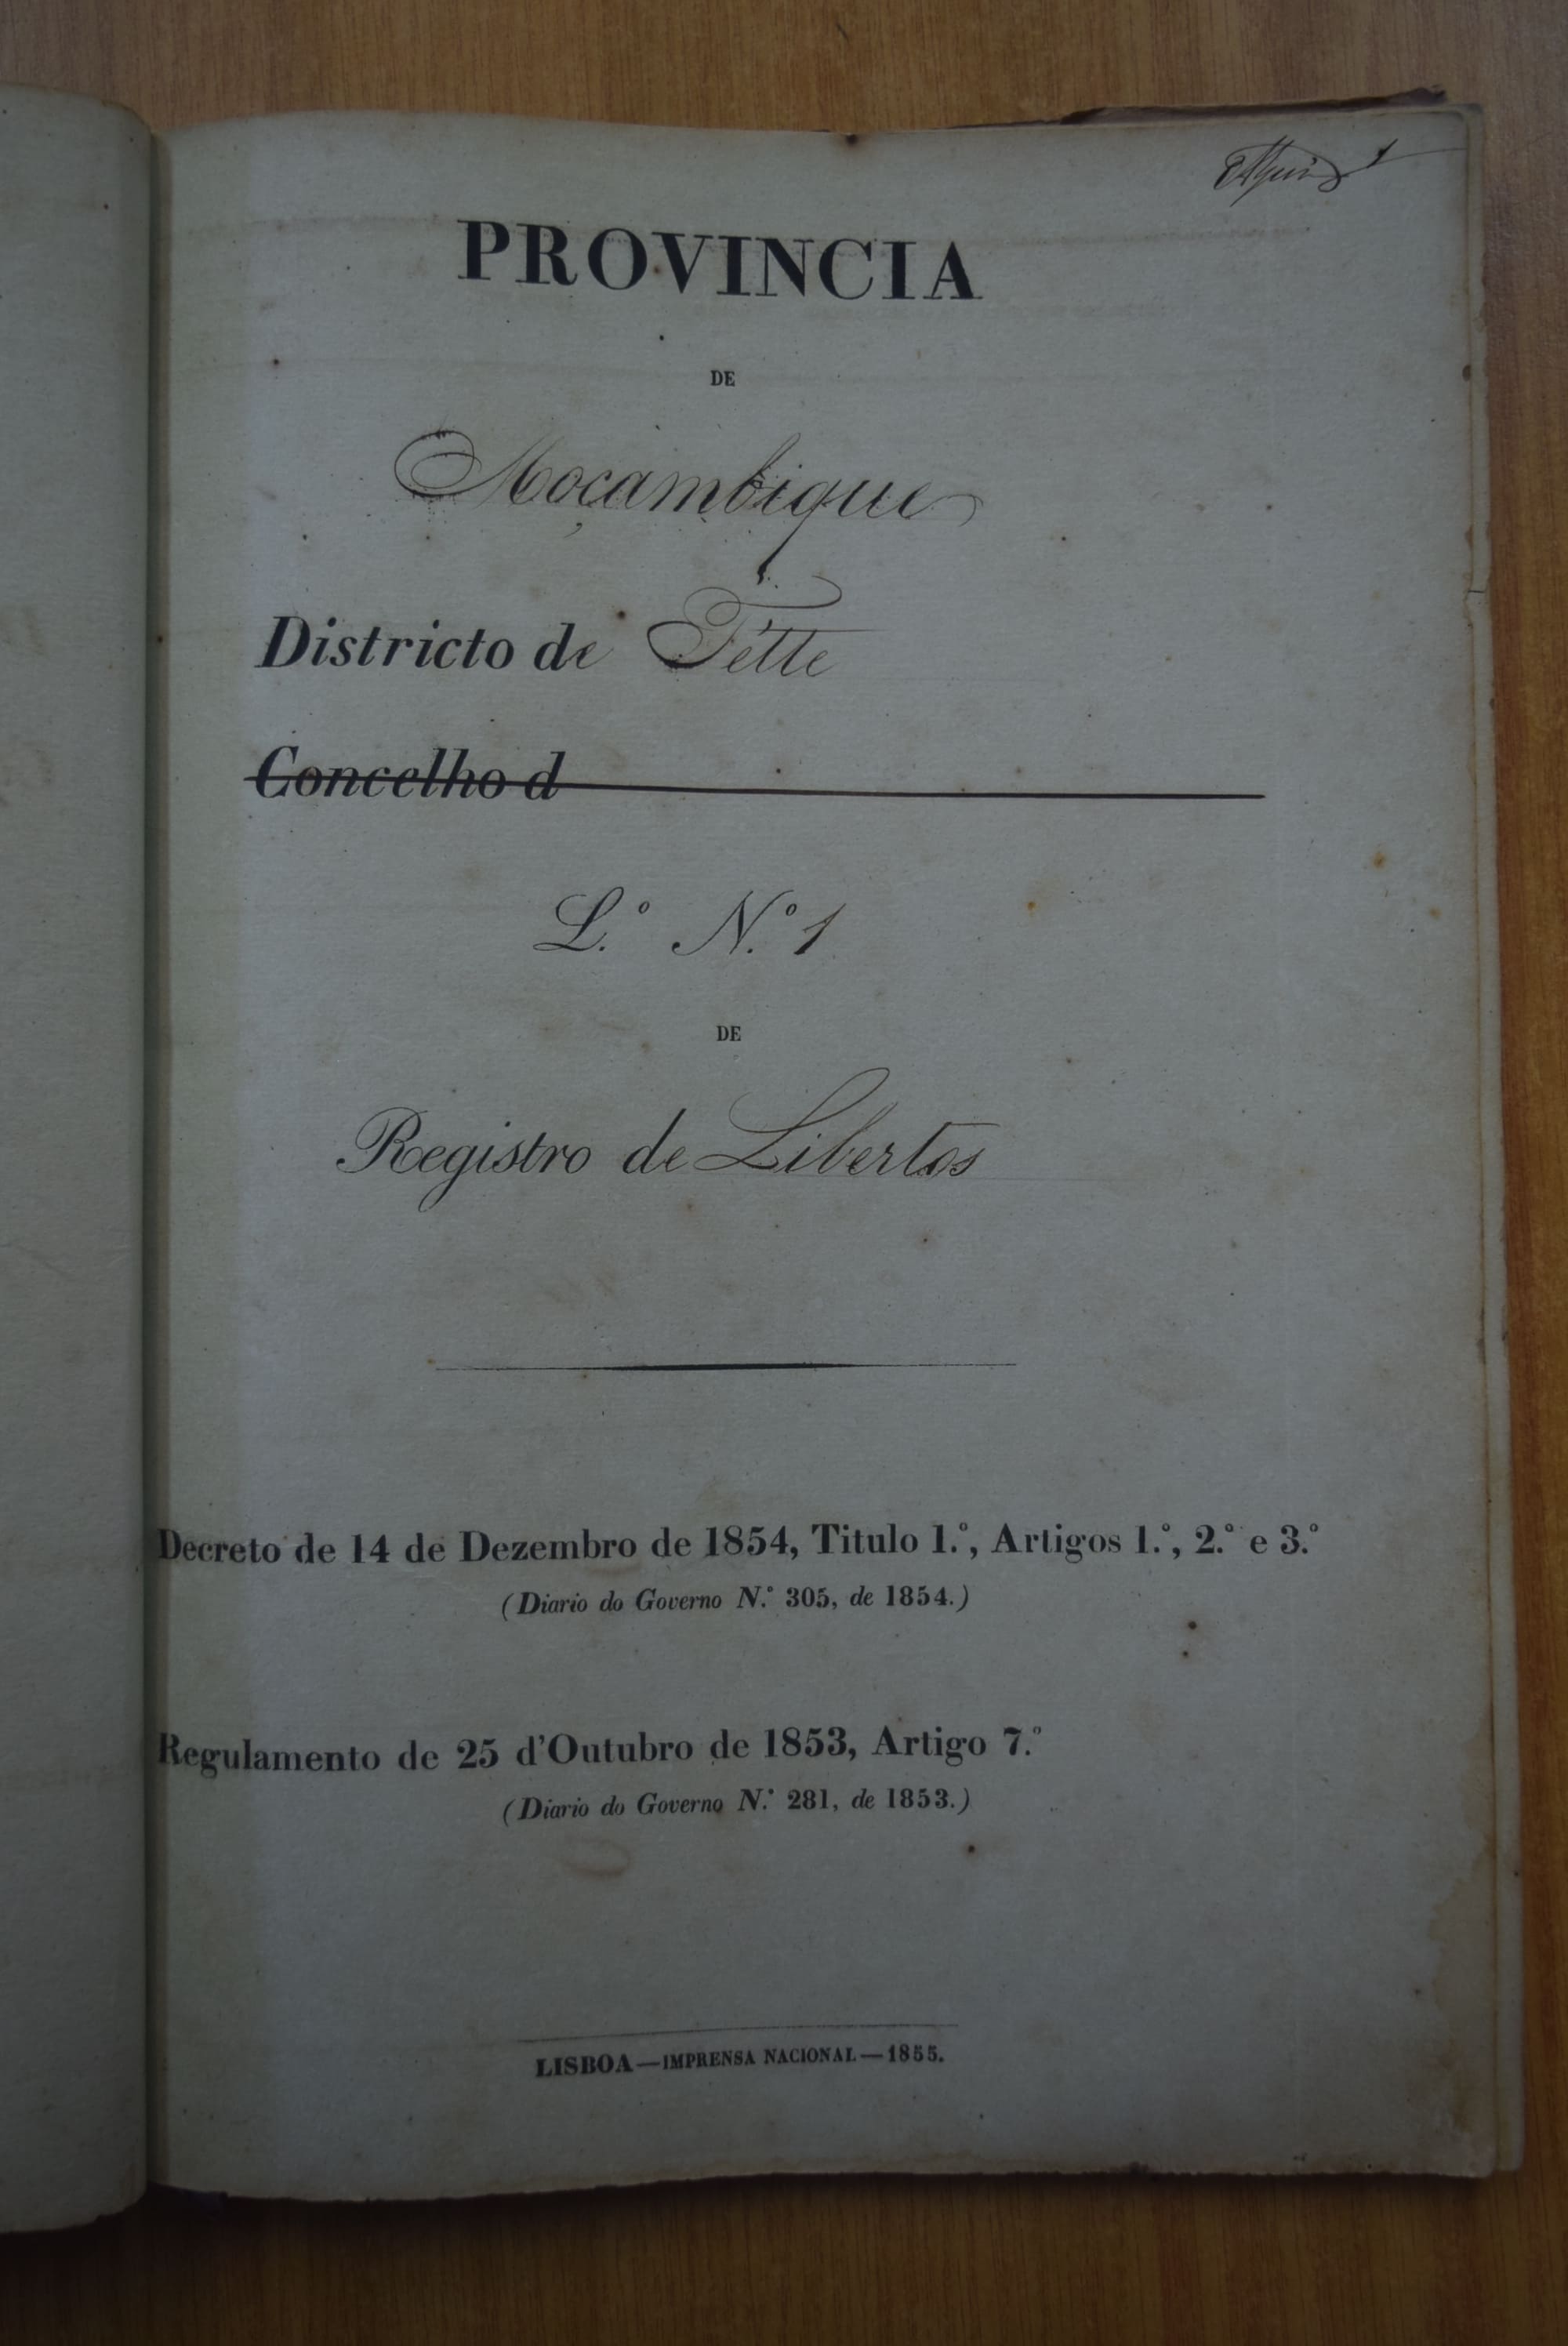 1
PROVINCIA
DE
Moçambique
Districto de Tétte
Concelho d
L.º N.º 1
DE
Registro de Libertos
Decreto de 14 de Dezembro de 1854, Titulo 1.º, Artigos 1.º, 2.º e 3.º
(Diario do Governo N.º 305, de 1854.)
Regulamento de 25 d'Outubro de 1853, Artigo 7.º
(Diario do Governo N.º 281, de 1853.)
LISBOA—IMPRENSA NACIONAL—1855.